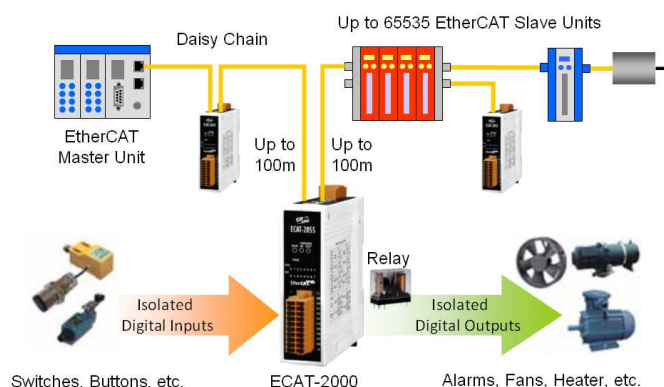 Up to 65535 EtherCAT Slave Units
Daisy Chain
EtherCAT
Master Unit
Up to
100m
Up to
100m
ECAT-2055
EtherCAT
Relay
Isolated
Digital Inputs
Isolated
Digital Outputs
Switches, Buttons, etc.
ECAT-2000
Alarms, Fans, Heater, etc.